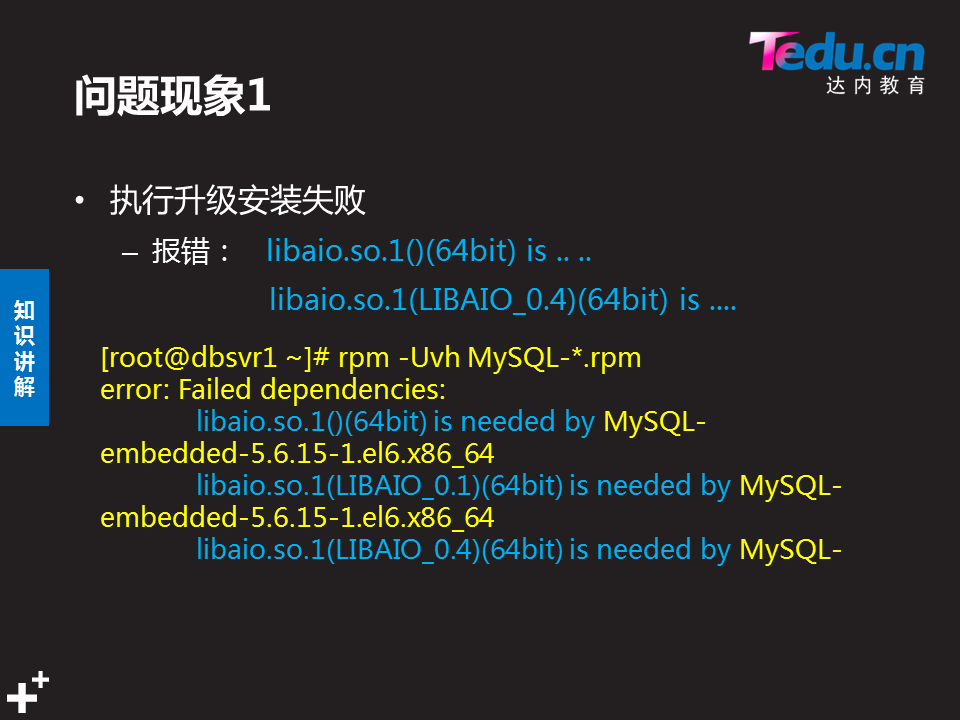 Tedu.cn
达内教育
问题现象1
• 执行升级安装失败
– 报错： libaio.so.1()(64bit) is .. ..
libaio.so.1(LIBAIO_0.4)(64bit) is ....
知识讲解
[root@dbsvr1 ~]# rpm -Uvh MySQL-*.rpm
error: Failed dependencies:
libaio.so.1()(64bit) is needed by MySQL-
embedded-5.6.15-1.el6.x86_64
libaio.so.1(LIBAIO_0.1)(64bit) is needed by MySQL-
embedded-5.6.15-1.el6.x86_64
libaio.so.1(LIBAIO_0.4)(64bit) is needed by MySQL-